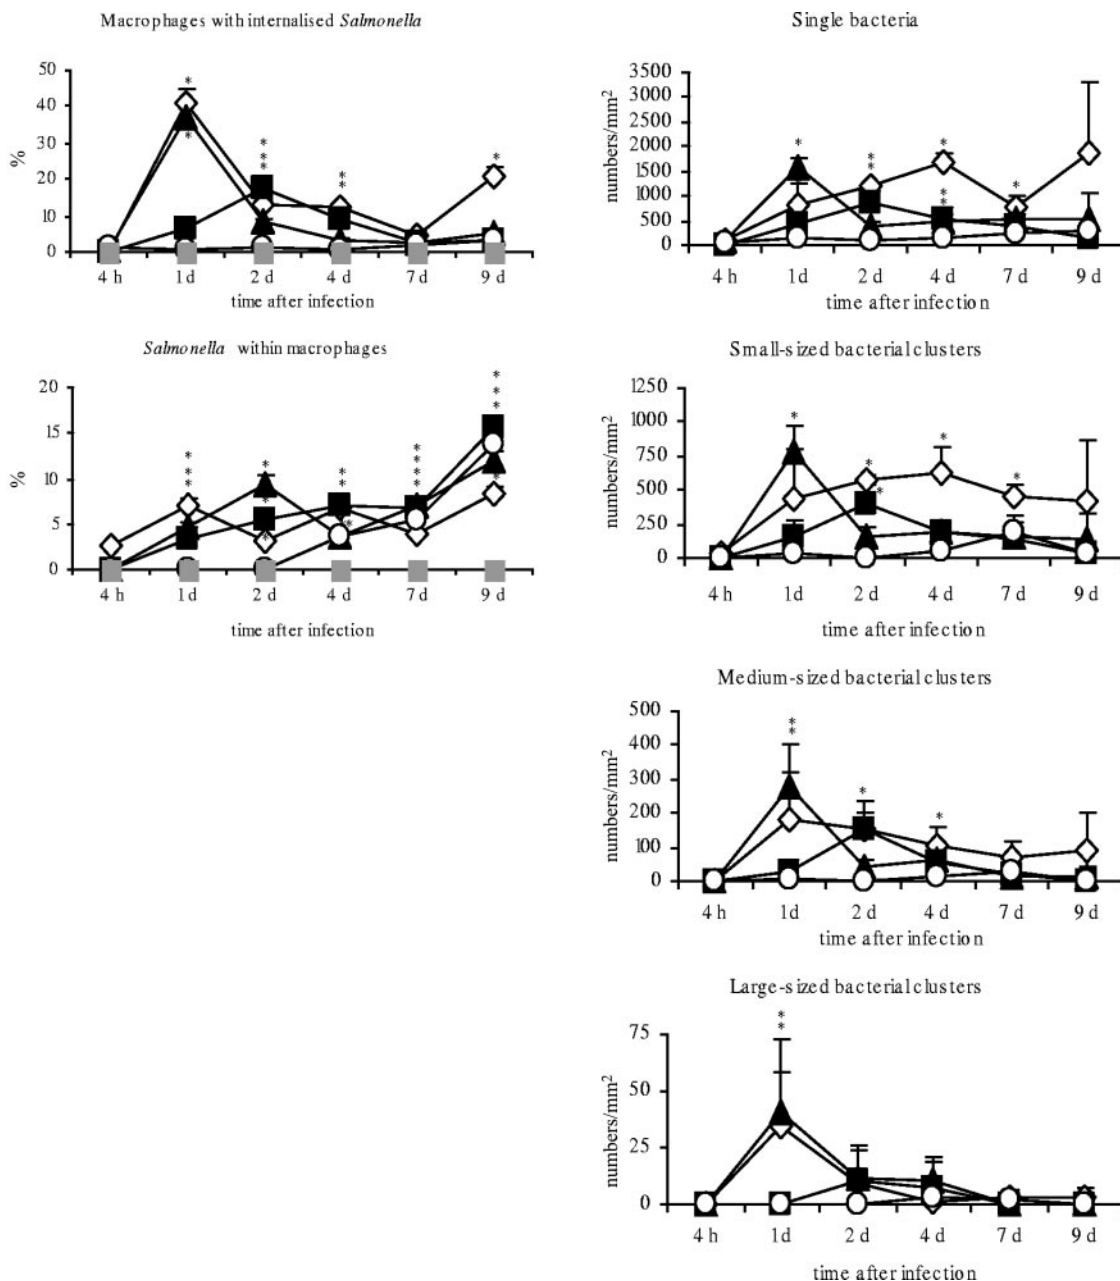 Macrophages with internalised Salmonella
50
40
30
20
10
0
%
* * * * * * * * *
4 h 1 d 2 d 4 d 7 d 9 d
time after infection
Salmonella within macrophages
20
15
10
5
0
%
4 h 1 d 2 d 4 d 7 d 9 d
time after infection
Single bacteria
3500
3000
2500
2000
1500
1000
500
0
numbers/mm²
4 h 1 d 2 d 4 d 7 d 9 d
time after infection
Small-sized bacterial clusters
1250
1000
750
500
250
0
numbers/mm²
4 h 1 d 2 d 4 d 7 d 9 d
time after infection
Medium-sized bacterial clusters
500
400
300
200
100
0
numbers/mm²
4 h 1 d 2 d 4 d 7 d 9 d
time after infection
Large-sized bacterial clusters
75
50
25
0
numbers/mm²
4 h 1 d 2 d 4 d 7 d 9 d
time after infection